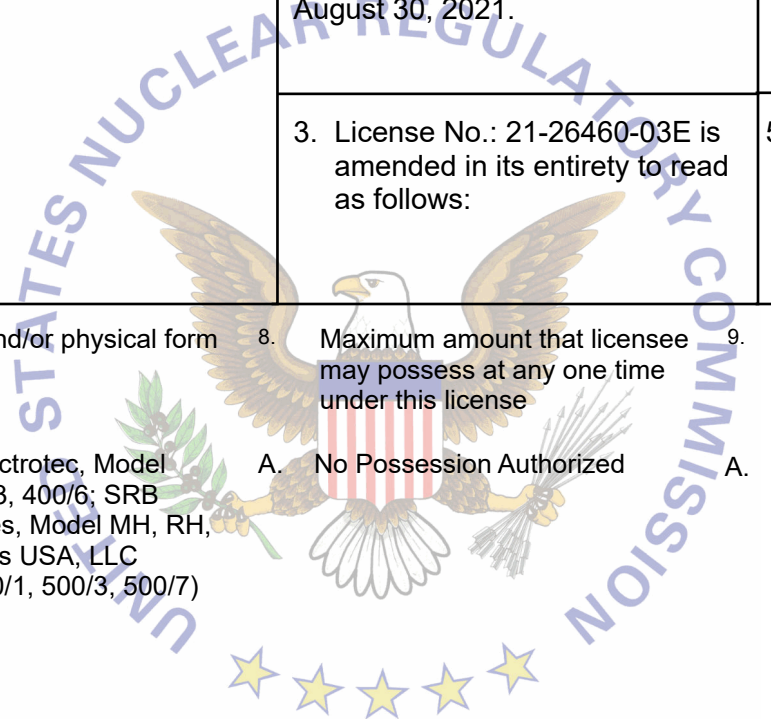 August 30, 2021.
3. License No.: 21-26460-03E is
amended in its entirety to read
as follows:
nd/or physical form
8. Maximum amount that licensee
may possess at any one time
under this license
9.
ctrotec, Model
3, 400/6; SRB
es, Model MH, RH,
s USA, LLC
0/1, 500/3, 500/7)
A. No Possession Authorized
A.
UNITED STATES NUCLEAR REGULATORY COMMISSION